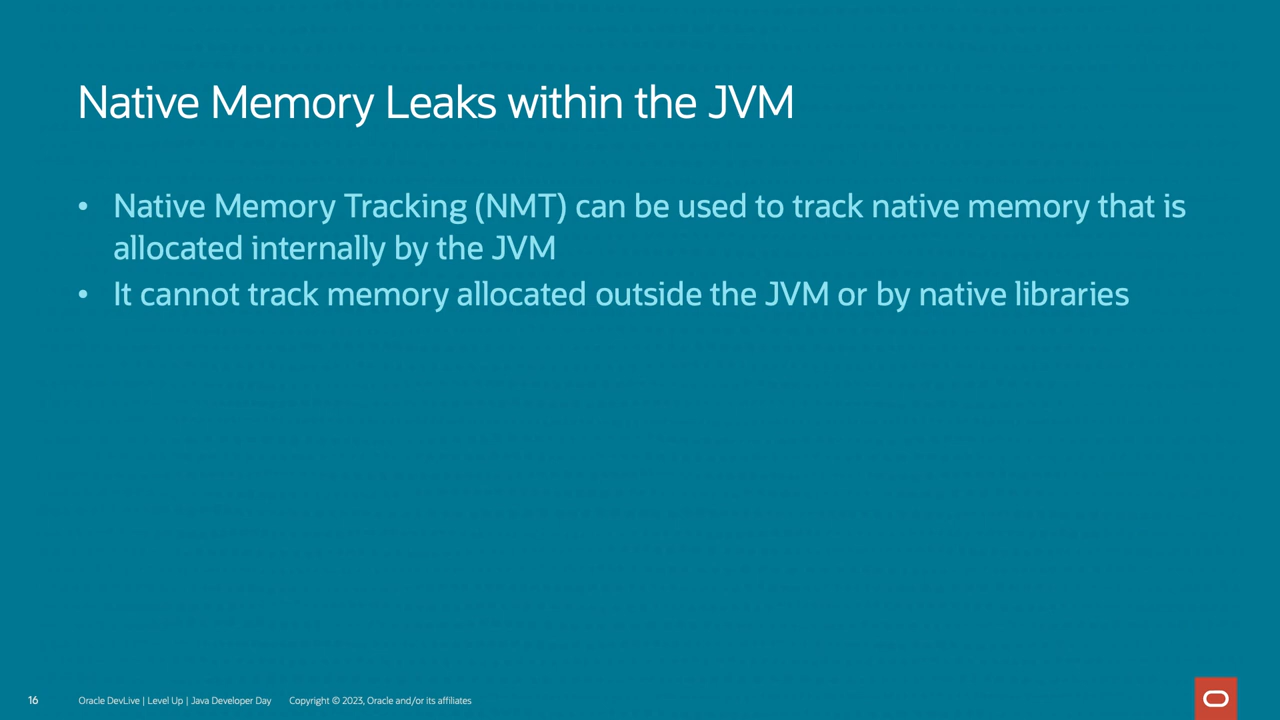 Native Memory Leaks within the JVM
• Native Memory Tracking (NMT) can be used to track native memory that is
allocated internally by the JVM
• It cannot track memory allocated outside the JVM or by native libraries
16 Oracle DevLive | Level Up | Java Developer Day Copyright © 2023, Oracle and/or its affiliates